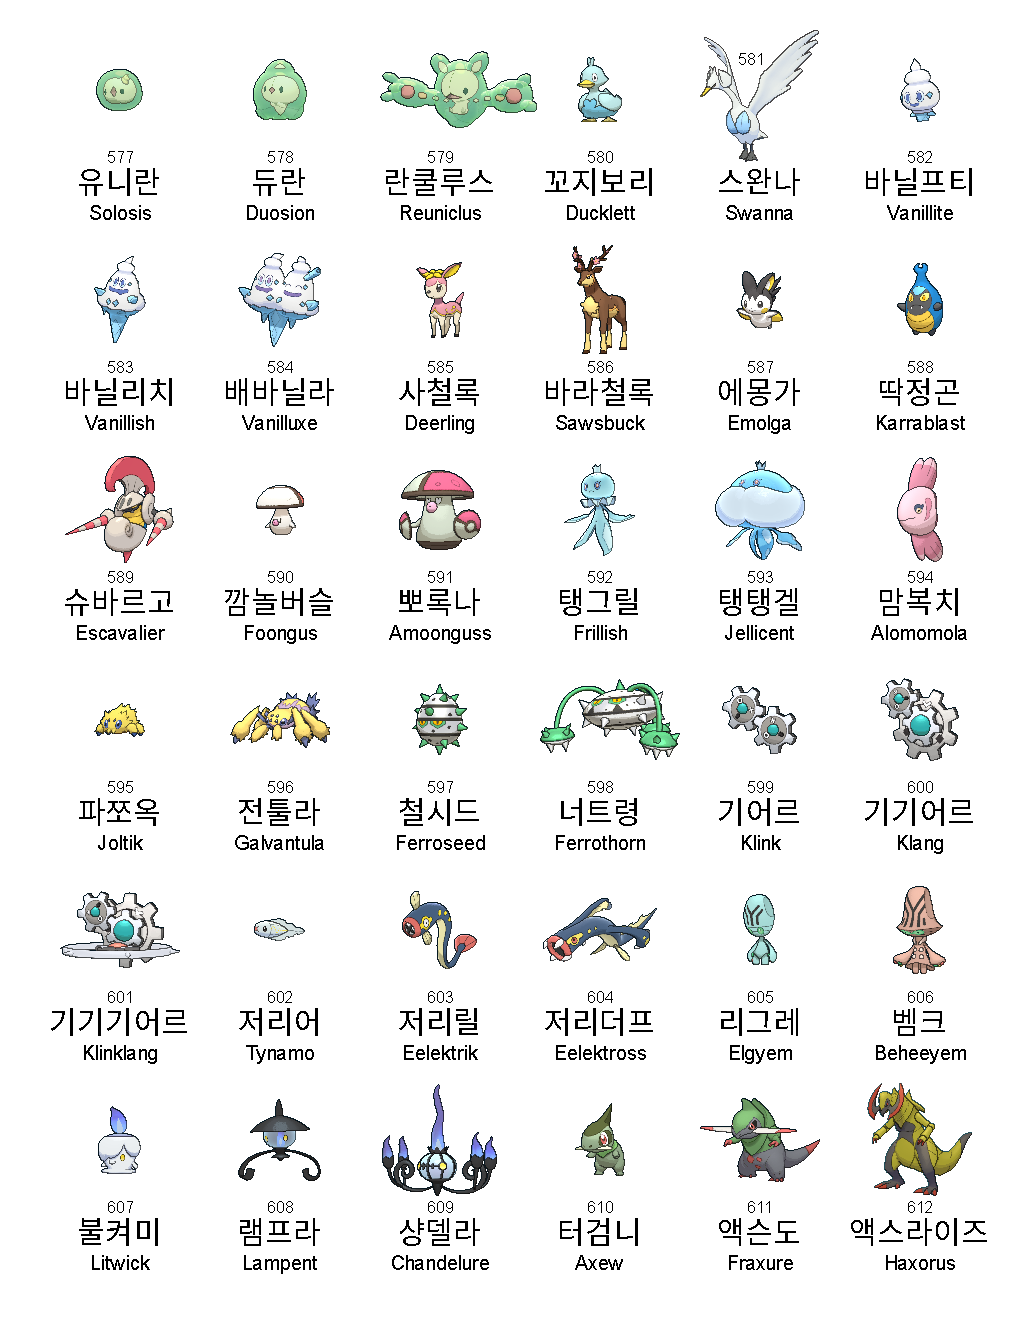 581
577 578 579 580 582
유니란 듀란 란쿨루스 꼬지보리 스완나 바닐프티
Solosis Duosion Reuniclus Ducklett Swanna Vanillite
583 584 585 586 587 588
바닐리치 배바닐라 사철록 바라철록 에몽가 딱정곤
Vanillish Vanilluxe Deerling Sawsbuck Emolga Karrablast
589 590 591 592 593 594
슈바르고 깜놀버슬 뽀록나 탱그릴 탱탱겔 맘복치
Escavalier Foongus Amoonguss Frillish Jellicent Alomomola
595 596 597 598 599 600
파쪼옥 전툴라 철시드 너트령 기어르 기기어르
Joltik Galvantula Ferroseed Ferrothorn Klink Klang
601 602 603 604 605 606
기기기어르 저리어 저리릴 저리더프 리그레 벰크
Klinklang Tynamo Eelektrik Eelektross Elgyem Beheeyem
607 608 609 610 611 612
불켜미 램프라 샹델라 터검니 액슨도 액스라이즈
Litwick Lampent Chandelure Axew Fraxure Haxorus